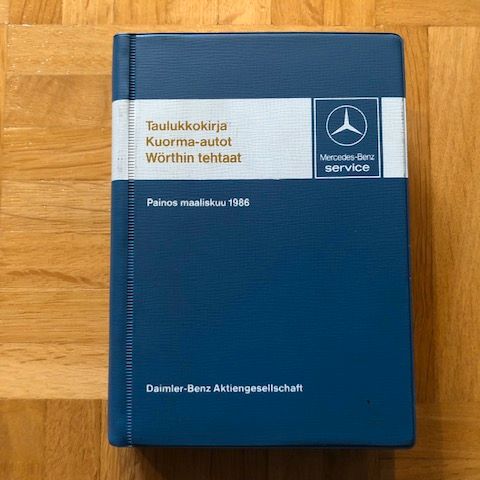 Taulukkokirja
Kuorma-autot
Wörthin tehtaat
Mercedes-Benz
service
Painos maaliskuu 1986
Daimler-Benz Aktiengesellschaft